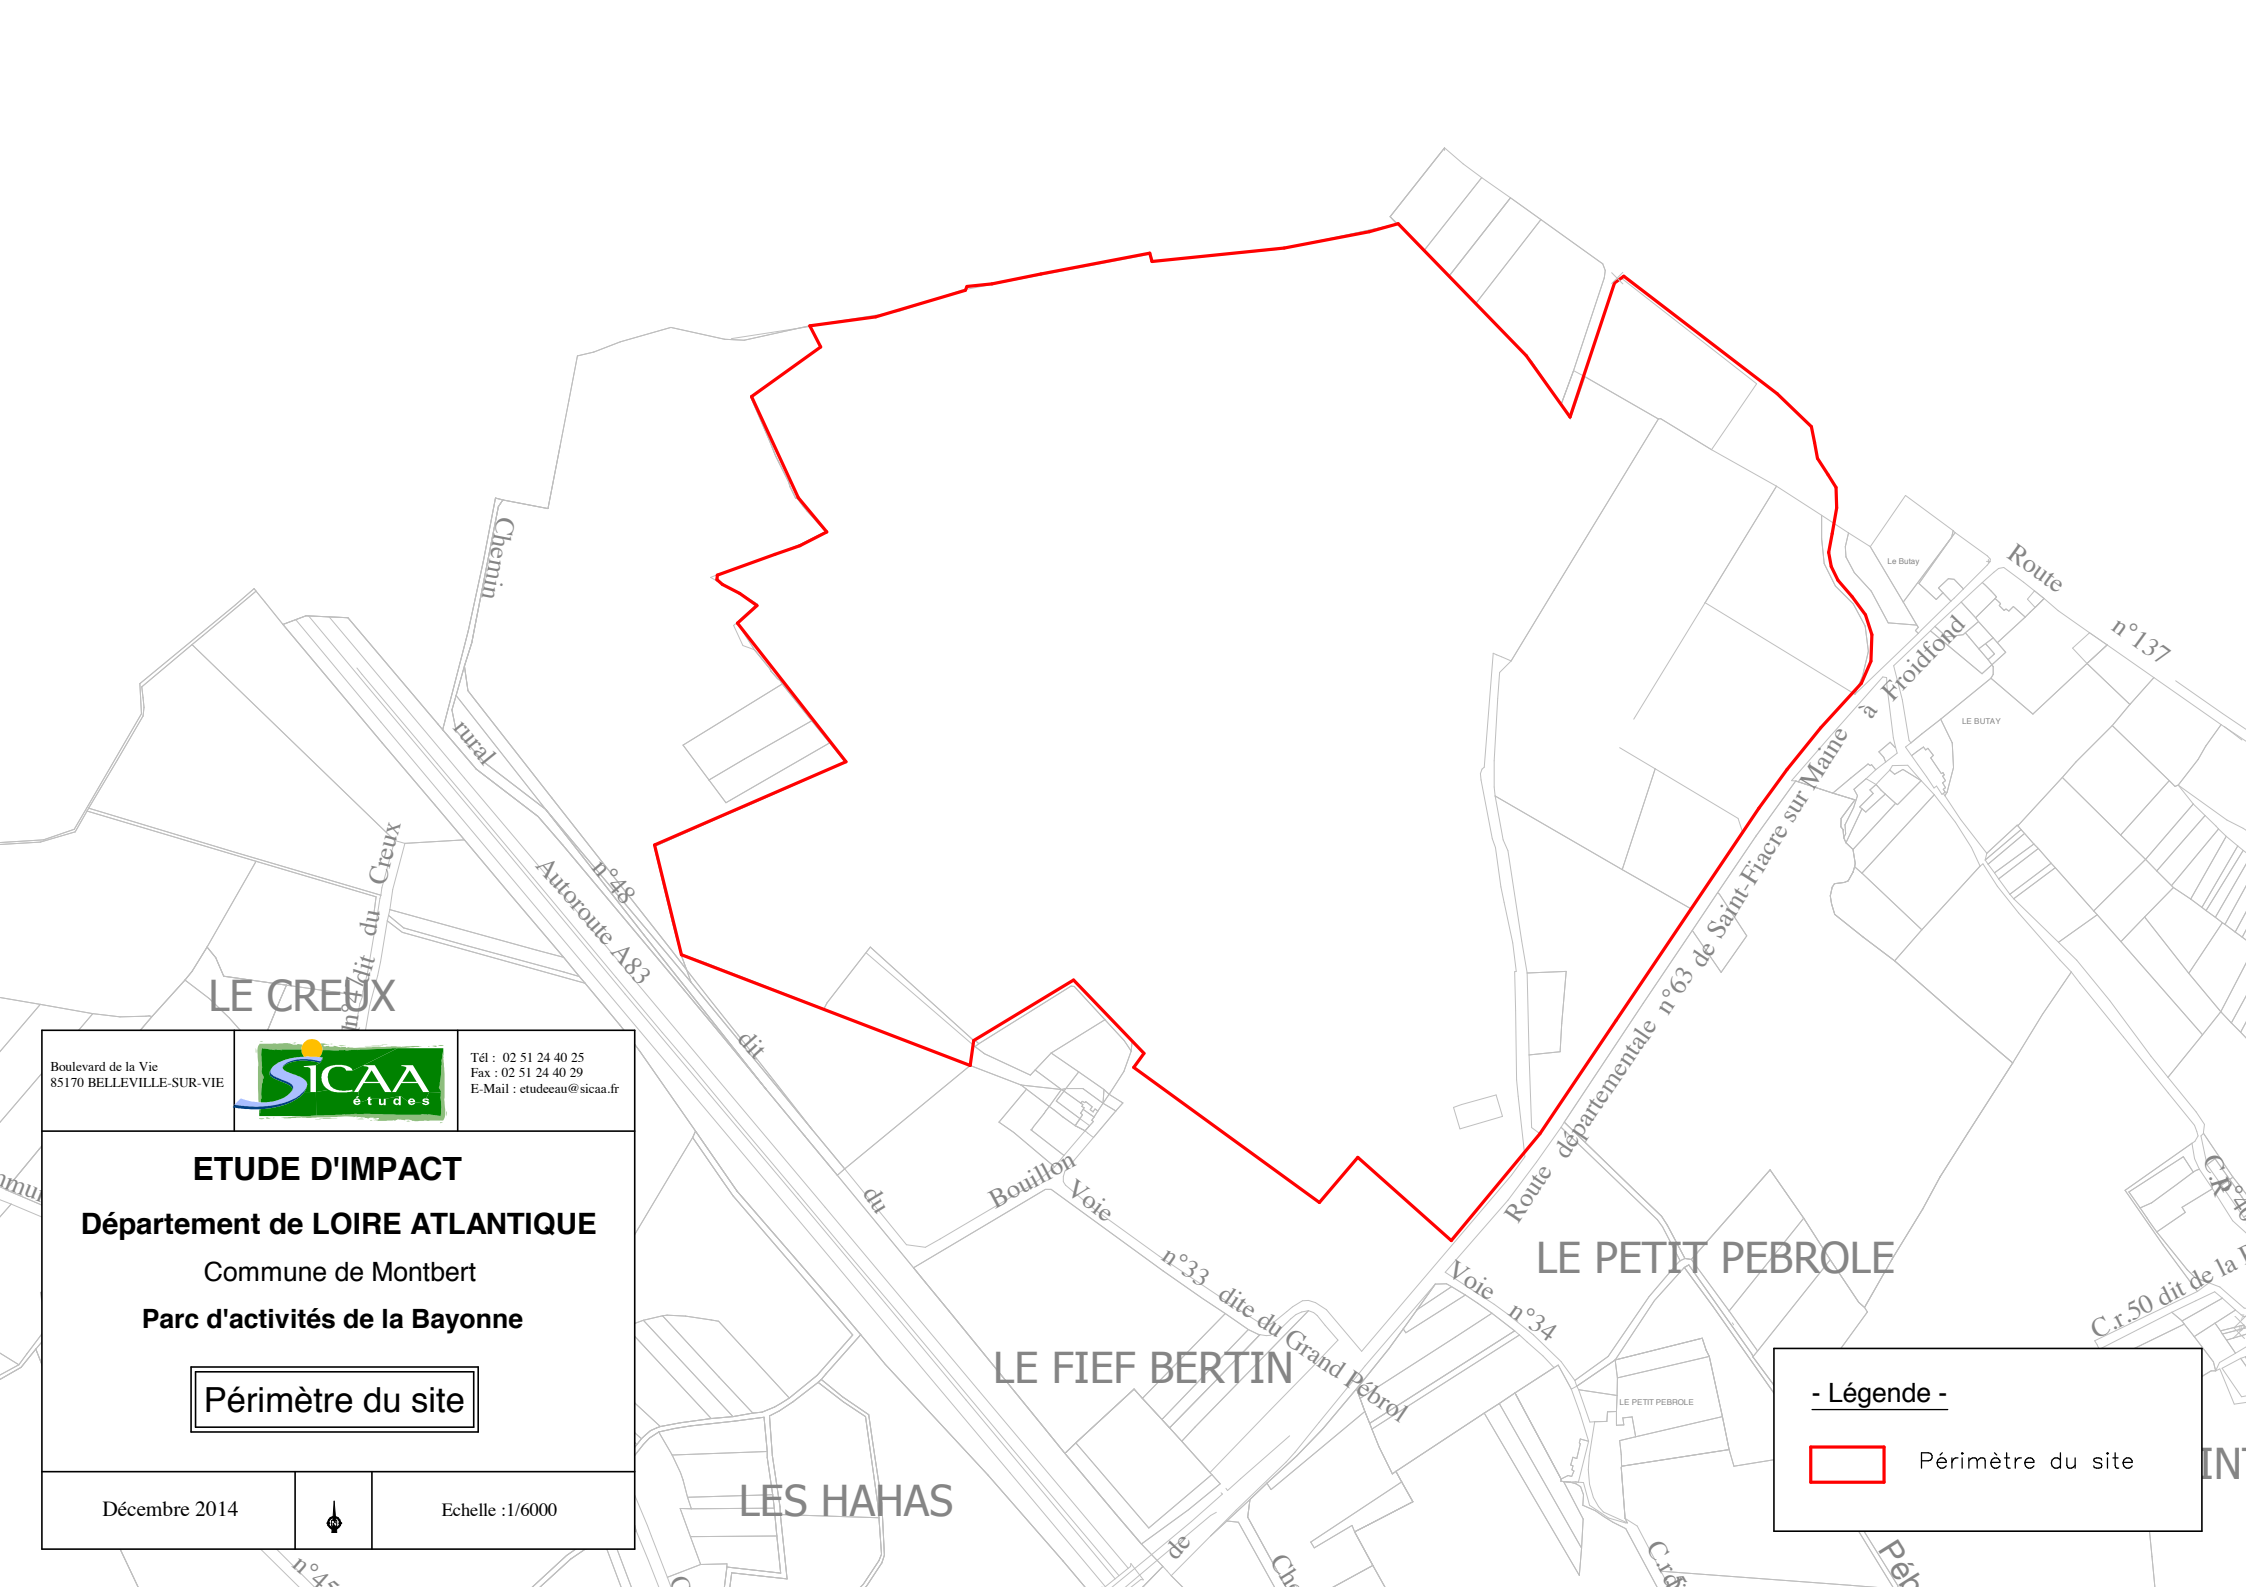 Chemin
rural
n°48
dit
du
Bouillon
Autoroute A83
n°4 dit du Creux
LE CREUX
Route n°137
Le Butay
LE BUTAY
Route départementale n°63 de Saint-Fiacre sur Maine à Froidfond
Voie n°33 dite du Grand Pébrol
Voie n°34
LE PETIT PEBROLE
LE PETIT PEBROLE
LE FIEF BERTIN
LES HAHAS
de
C.r.50 dit de la
C.R
n°45
Boulevard de la Vie
85170 BELLEVILLE-SUR-VIE
SICAA
études
Tél : 02 51 24 40 25
Fax : 02 51 24 40 29
E-Mail : etudeeau@sicaa.fr
ETUDE D'IMPACT
Département de LOIRE ATLANTIQUE
Commune de Montbert
Parc d'activités de la Bayonne
Périmètre du site
Décembre 2014
N
Echelle :1/6000
- Légende -
Périmètre du site